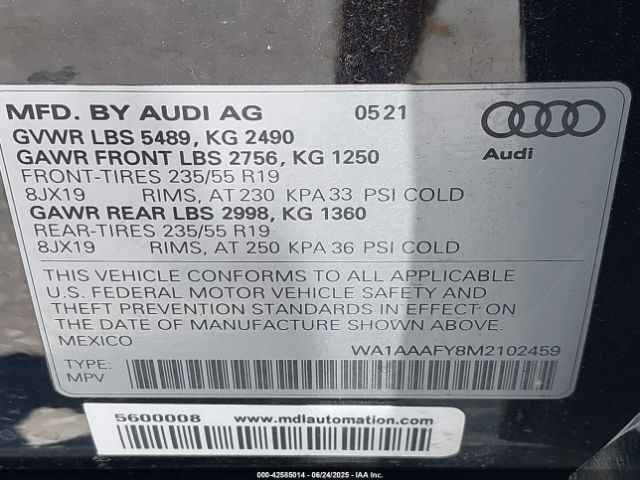 MFD. BY AUDI AG 0521
GVWR LBS 5489, KG 2490
GAWR FRONT LBS 2756, KG 1250
FRONT-TIRES 235/55 R19
8JX19 RIMS, AT 230 KPA 33 PSI COLD
GAWR REAR LBS 2998, KG 1360
REAR-TIRES 235/55 R19
8JX19 RIMS, AT 250 KPA 36 PSI COLD
Audi
THIS VEHICLE CONFORMS TO ALL APPLICABLE
U.S. FEDERAL MOTOR VEHICLE SAFETY AND
THEFT PREVENTION STANDARDS IN EFFECT ON
THE DATE OF MANUFACTURE SHOWN ABOVE.
MEXICO WA1AAAFY8M2102459
TYPE:
MPV
5600008 www.mdlautomation.com
000-42585014 - 06/24/2025 - IAA, Inc.